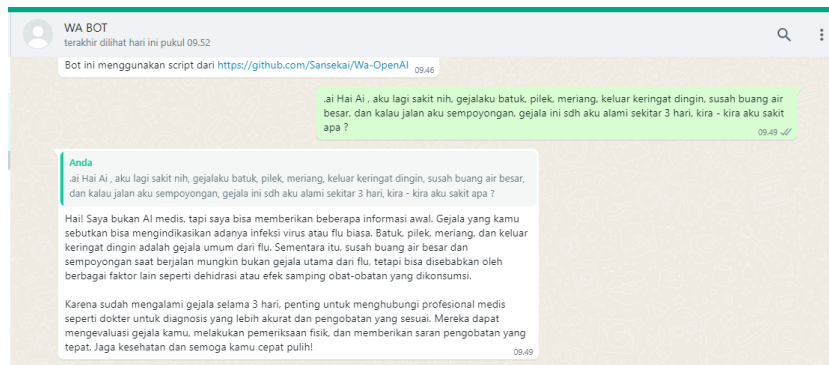 WA BOT
terakhir dilihat hari ini pukul 09.52
Bot ini menggunakan script dari https://github.com/Sansekai/Wa-OpenAI 09.46
.ai Hai Ai , aku lagi sakit nih, gejalaku batuk, pilek, meriang, keluar keringat dingin, susah buang air
besar, dan kalau jalan aku sempoyongan, gejala ini sdh aku alami sekitar 3 hari, kira - kira aku sakit
apa ?
09.49
Anda
.ai Hai Ai , aku lagi sakit nih, gejalaku batuk, pilek, meriang, keluar keringat dingin, susah buang air besar,
dan kalau jalan aku sempoyongan, gejala ini sdh aku alami sekitar 3 hari, kira - kira aku sakit apa ?
Hai! Saya bukan AI medis, tapi saya bisa memberikan beberapa informasi awal. Gejala yang kamu
sebutkan bisa mengindikasikan adanya infeksi virus atau flu biasa. Batuk, pilek, meriang, dan keluar
keringat dingin adalah gejala umum dari flu. Sementara itu, susah buang air besar dan
sempoyongan saat berjalan mungkin bukan gejala utama dari flu, tetapi bisa disebabkan oleh
berbagai faktor lain seperti dehidrasi atau efek samping obat-obatan yang dikonsumsi.
Karena sudah mengalami gejala selama 3 hari, penting untuk menghubungi profesional medis
seperti dokter untuk diagnosis yang lebih akurat dan pengobatan yang sesuai. Mereka dapat
mengevaluasi gejala kamu, melakukan pemeriksaan fisik, dan memberikan saran pengobatan yang
tepat. Jaga kesehatan dan semoga kamu cepat pulih!
09.49